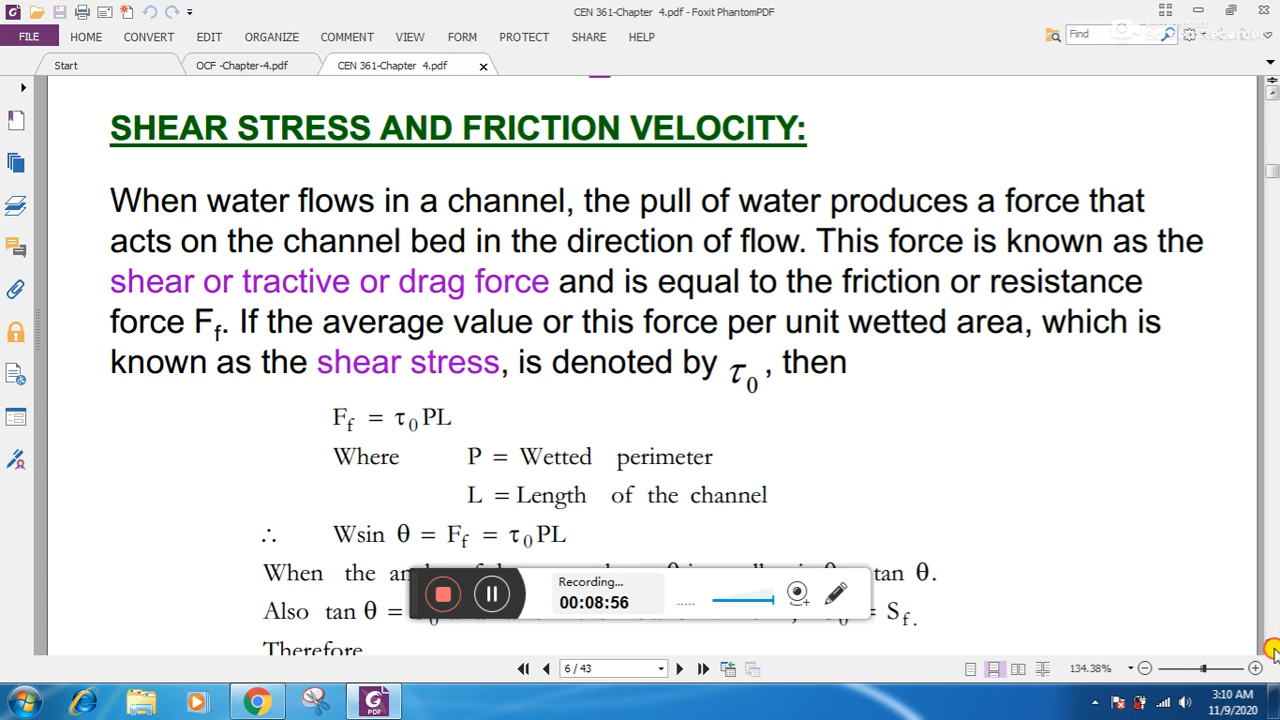 CEN 361-Chapter 4.pdf - Foxit PhantomPDF
FILE HOME CONVERT EDIT ORGANIZE COMMENT VIEW FORM PROTECT SHARE HELP Find
Start OCF -Chapter-4.pdf CEN 361-Chapter 4.pdf
SHEAR STRESS AND FRICTION VELOCITY:
When water flows in a channel, the pull of water produces a force that
acts on the channel bed in the direction of flow. This force is known as the
shear or tractive or drag force and is equal to the friction or resistance
force Ff. If the average value or this force per unit wetted area, which is
known as the shear stress, is denoted by τ0, then
Ff = τ0PL
Where P = Wetted perimeter
L = Length of the channel
∴ Wsin θ = Ff = τ0PL
When the tan θ.
Also tan θ = = Sf.
Therefore
Recording...
00:08:56
6 / 43 134.38%
PDF
3:10 AM
11/9/2020